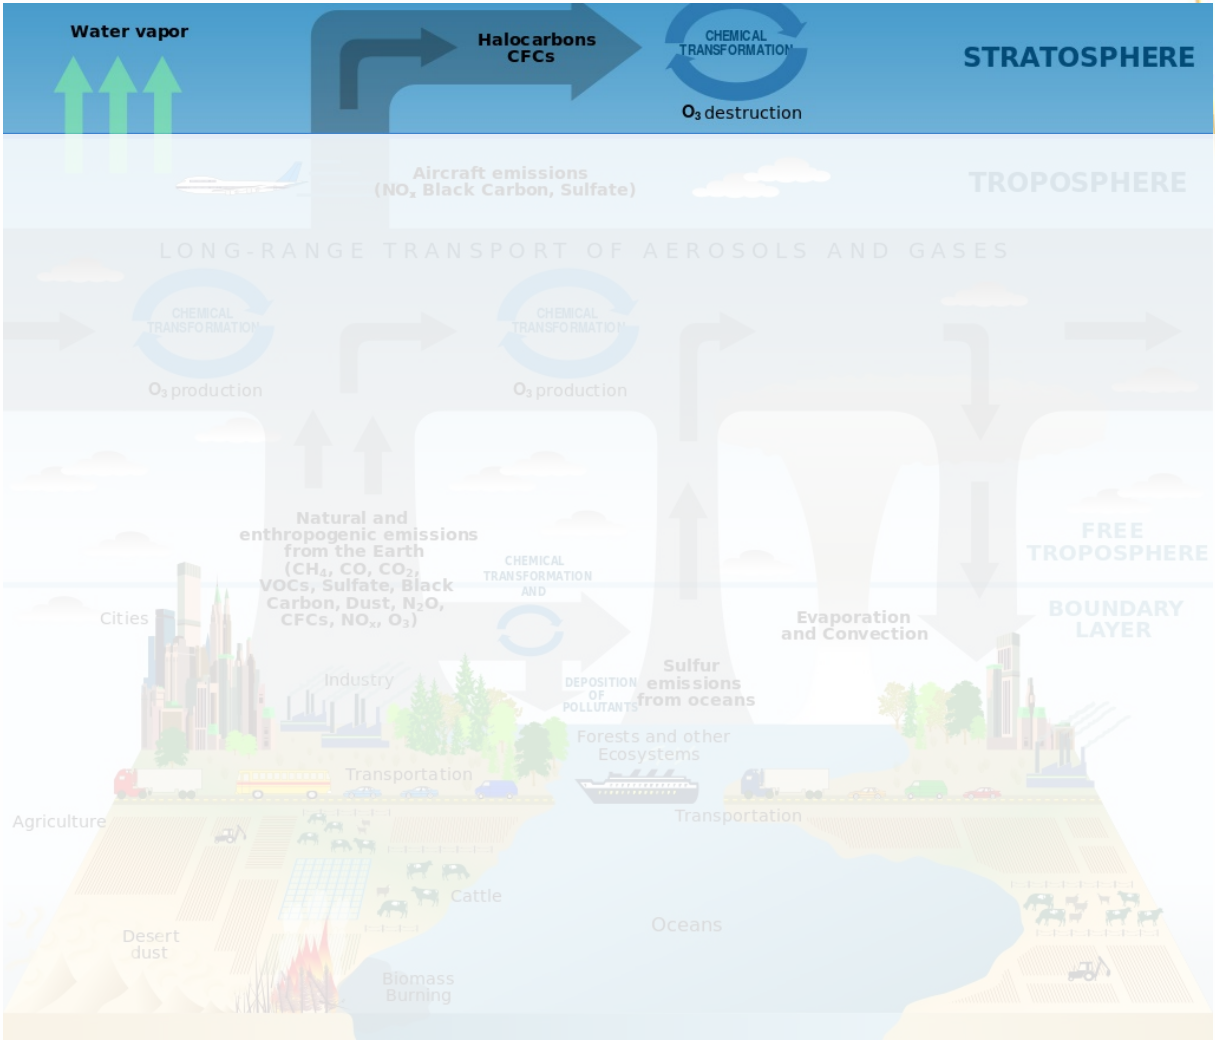 Water vapor
Halocarbons
CFCs
CHEMICAL
TRANSFORMATION
O₃ destruction
STRATOSPHERE
Aircraft emissions
(NOₓ Black Carbon, Sulfate)
TROPOSPHERE
LONG-RANGE TRANSPORT OF AEROSOLS AND GASES
CHEMICAL
TRANSFORMATION
O₃ production
CHEMICAL
TRANSFORMATION
O₃ production
Natural and
enthropogenic emissions
from the Earth
(CH₄, CO, CO₂,
VOCs, Sulfate, Black
Carbon, Dust, N₂O,
CFCs, NOₓ, O₃)
CHEMICAL
TRANSFORMATION
AND
DEPOSITION
OF
POLLUTANTS
FREE
TROPOSPHERE
BOUNDARY
LAYER
Cities
Evaporation
and Convection
Industry
Sulfur
emissions
from oceans
Forests and other
Ecosystems
Transportation
Transportation
Agriculture
Cattle
Oceans
Desert
dust
Biomass
Burning